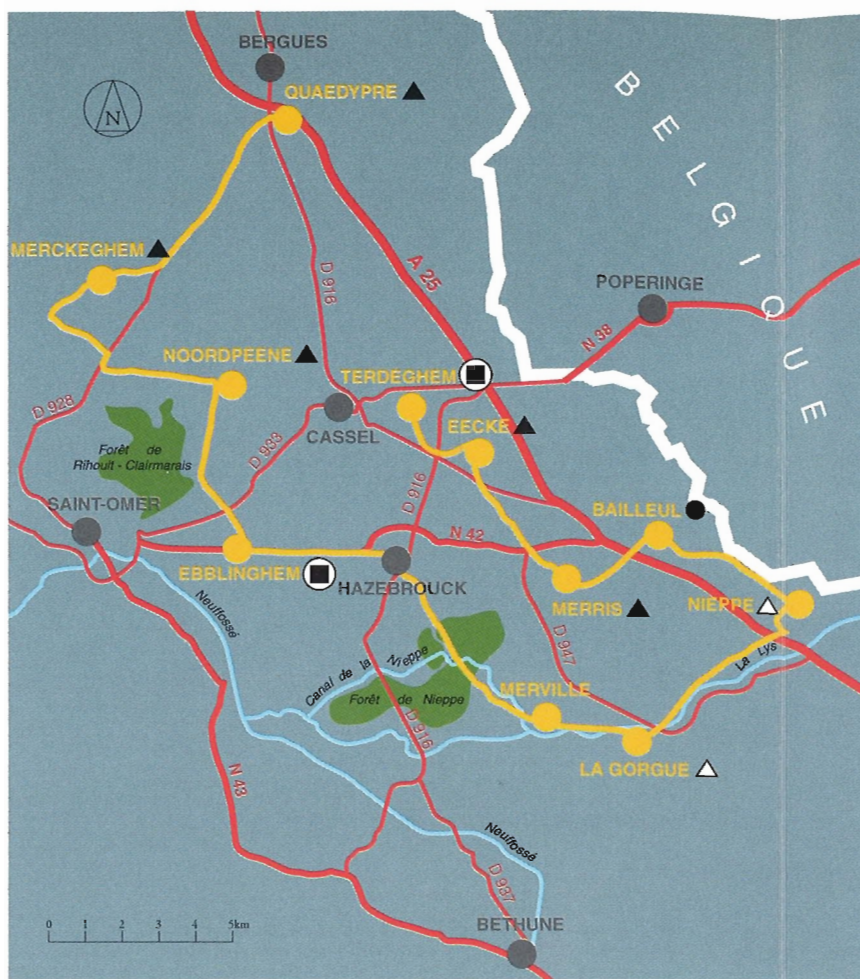 BERGUES
QUAEDYPRE
N
BELGIQUE
MERCKEGHEM
D 916
A 25
POPERINGE
N 38
NOORDPEENE
TERDEGHEM
D 928
CASSEL
EECKE
Forêt de
Rihoult - Clairmarais
D 933
D 916
SAINT-OMER
BAILLEUL
N 42
EBBLINGHEM
HAZEBROUCK
MERRIS
NIEPPE
Neuffossé
Canal de la Nieppe
D 947
La Lys
Forêt de Nieppe
MERVILLE
D 916
LA GORGUE
N 43
Neuffossé
D 937
BETHUNE
0 1 2 3 4 5km